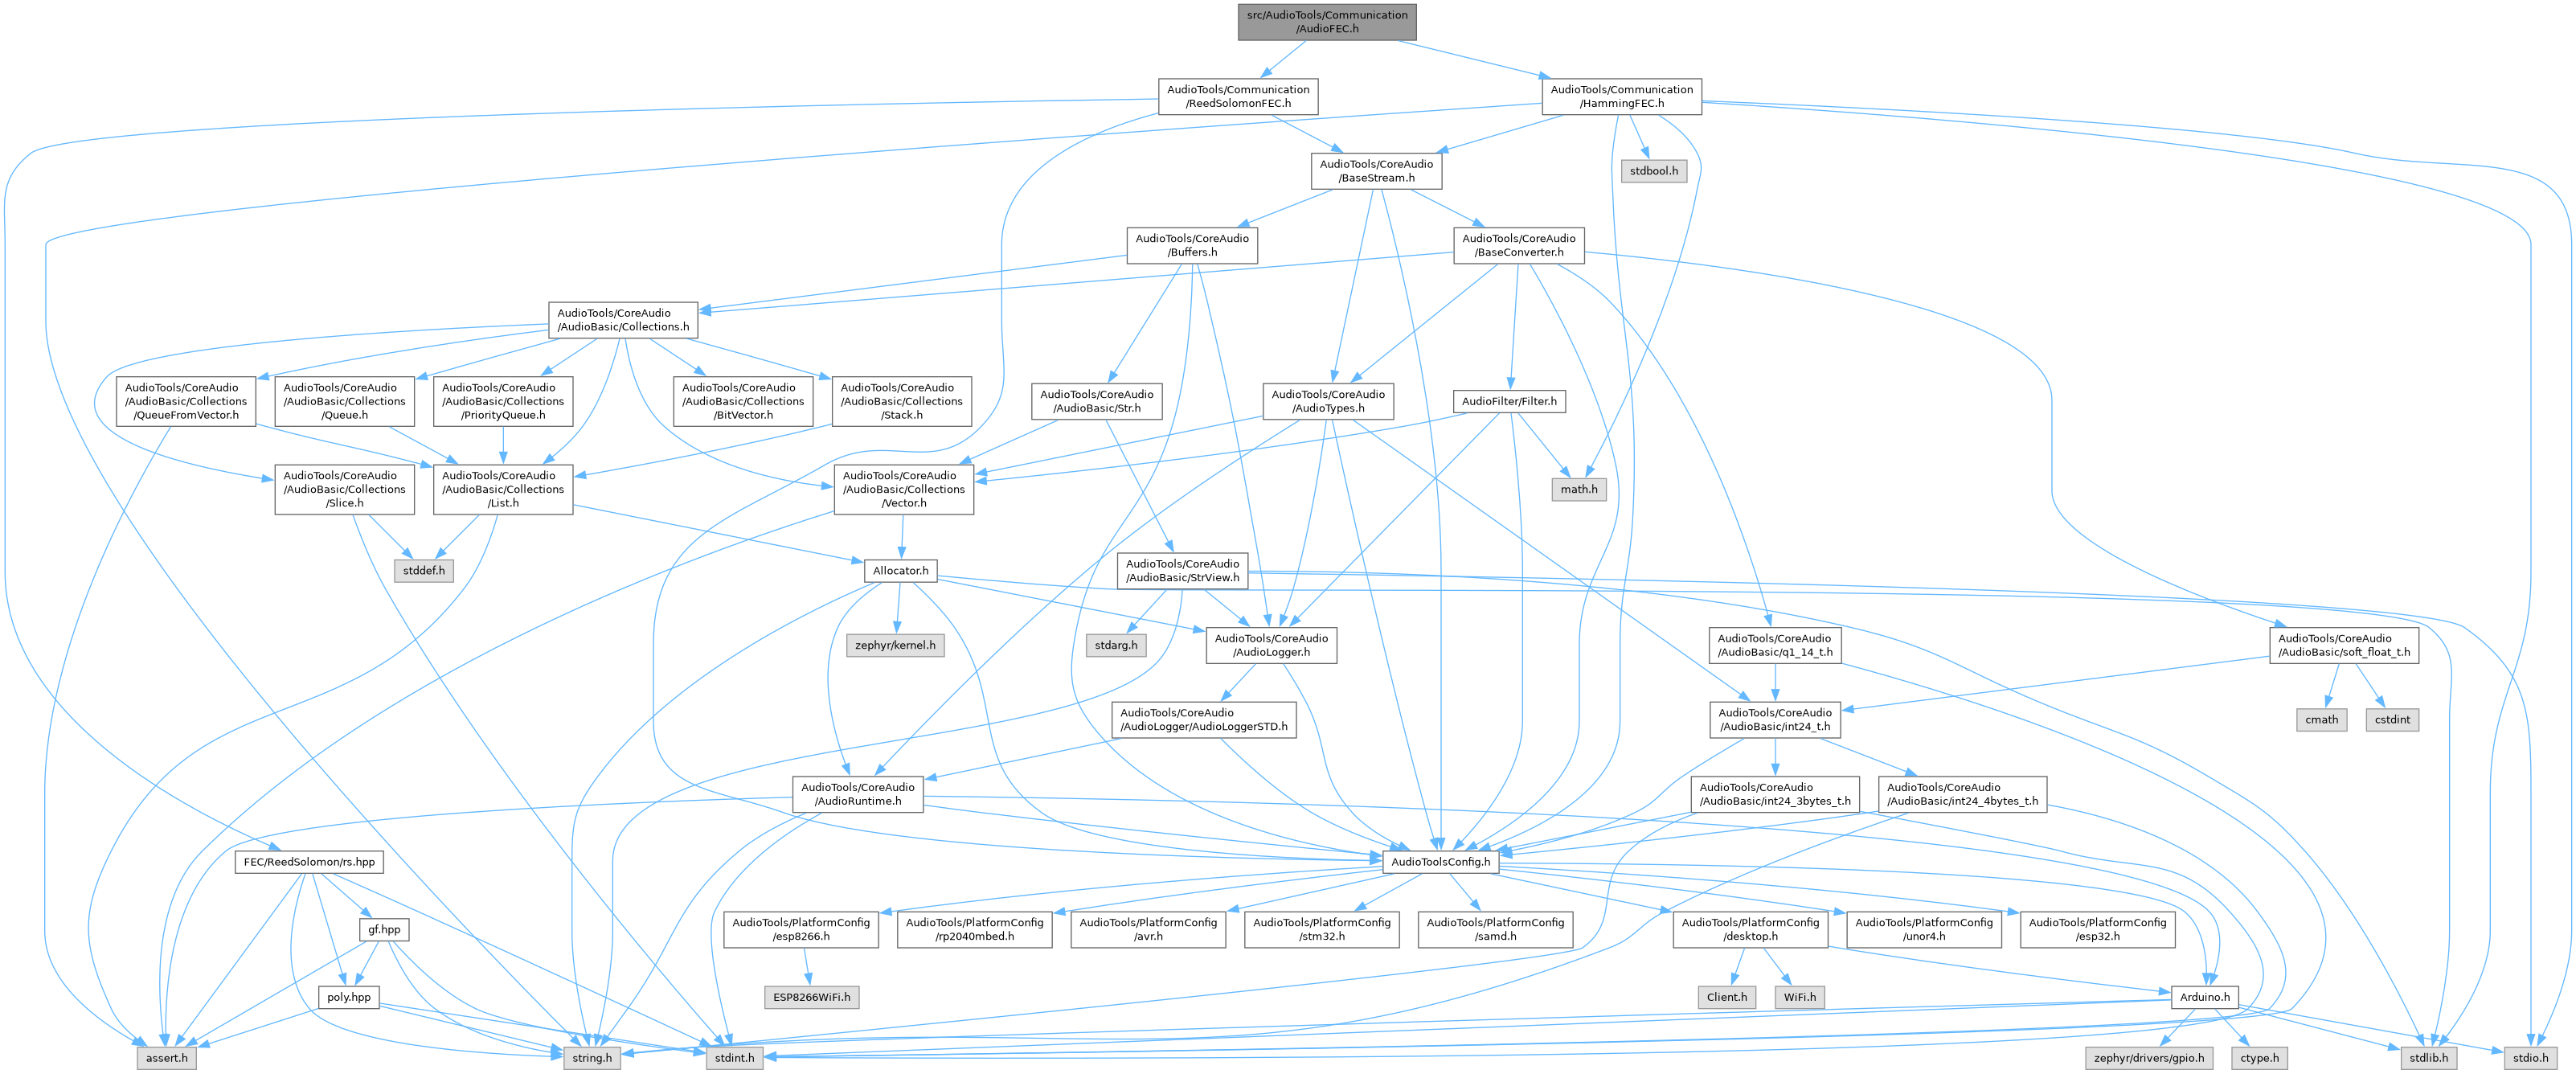 src/AudioTools/Communication
/AudioFEC.h
AudioTools/Communication
/ReedSolomonFEC.h
AudioTools/Communication
/HammingFEC.h
AudioTools/CoreAudio
/BaseStream.h
stdbool.h
AudioTools/CoreAudio
/Buffers.h
AudioTools/CoreAudio
/BaseConverter.h
AudioTools/CoreAudio
/AudioBasic/Collections.h
AudioTools/CoreAudio
/AudioBasic/Collections
/QueueFromVector.h
AudioTools/CoreAudio
/AudioBasic/Collections
/Queue.h
AudioTools/CoreAudio
/AudioBasic/Collections
/PriorityQueue.h
AudioTools/CoreAudio
/AudioBasic/Collections
/BitVector.h
AudioTools/CoreAudio
/AudioBasic/Collections
/Stack.h
AudioTools/CoreAudio
/AudioBasic/Str.h
AudioTools/CoreAudio
/AudioTypes.h
AudioFilter/Filter.h
AudioTools/CoreAudio
/AudioBasic/Collections
/Slice.h
AudioTools/CoreAudio
/AudioBasic/Collections
/List.h
AudioTools/CoreAudio
/AudioBasic/Collections
/Vector.h
math.h
stddef.h
Allocator.h
AudioTools/CoreAudio
/AudioBasic/StrView.h
zephyr/kernel.h
stdarg.h
AudioTools/CoreAudio
/AudioLogger.h
AudioTools/CoreAudio
/AudioBasic/q1_14_t.h
AudioTools/CoreAudio
/AudioBasic/soft_float_t.h
AudioTools/CoreAudio
/AudioLogger/AudioLoggerSTD.h
AudioTools/CoreAudio
/AudioBasic/int24_t.h
cmath
cstdint
AudioTools/CoreAudio
/AudioRuntime.h
AudioTools/CoreAudio
/AudioBasic/int24_3bytes_t.h
AudioTools/CoreAudio
/AudioBasic/int24_4bytes_t.h
FEC/ReedSolomon/rs.hpp
AudioToolsConfig.h
gf.hpp
AudioTools/PlatformConfig
/esp8266.h
AudioTools/PlatformConfig
/rp2040mbed.h
AudioTools/PlatformConfig
/avr.h
AudioTools/PlatformConfig
/stm32.h
AudioTools/PlatformConfig
/samd.h
AudioTools/PlatformConfig
/desktop.h
AudioTools/PlatformConfig
/unor4.h
AudioTools/PlatformConfig
/esp32.h
poly.hpp
ESP8266WiFi.h
Client.h
WiFi.h
Arduino.h
assert.h
string.h
stdint.h
zephyr/drivers/gpio.h
ctype.h
stdlib.h
stdio.h